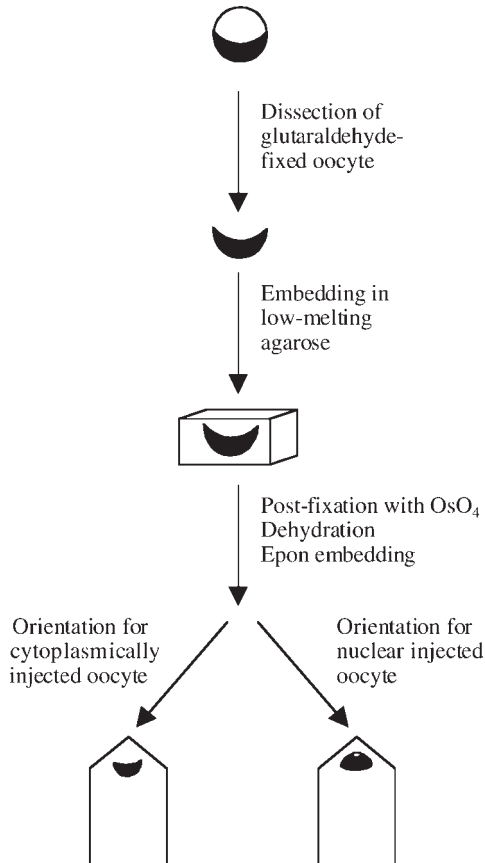 Dissection of
glutaraldehyde-
fixed oocyte
Embedding in
low-melting
agarose
Post-fixation with OsO₄
Dehydration
Epon embedding
Orientation for
cytoplasmically
injected oocyte
Orientation for
nuclear injected
oocyte